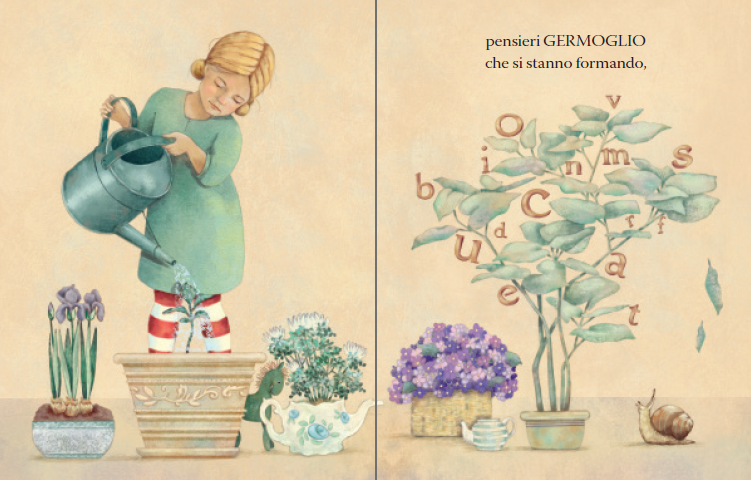 pensieri GERMOGLIO
che si stanno formando,
v
o
i
n
m
s
b
c
r
f
d
u
a
e
t